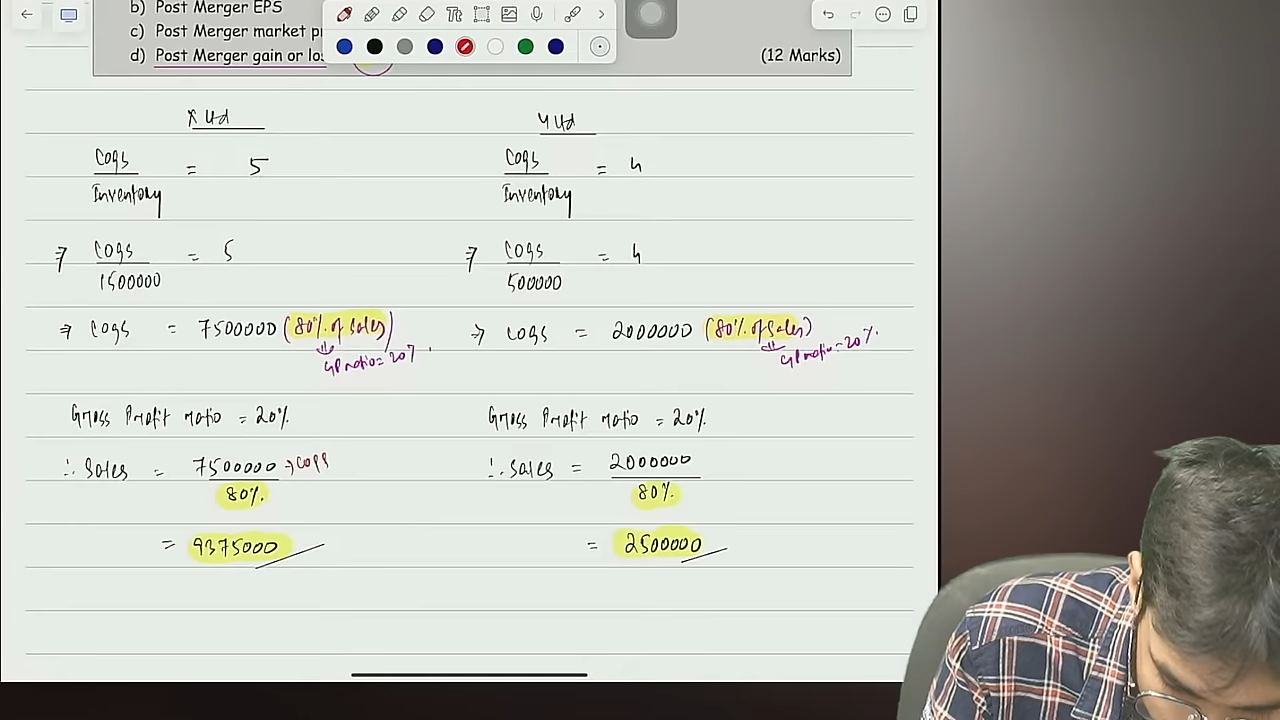 b) Post Merger EPS
c) Post Merger market
d) Post Merger gain or (12 Marks)
X Ltd
Cogs
Inventory
= 5
⇒ Cogs
1500000
= 5
⇒ Cogs = 7500000 (80% of Sales)
GP ratio = 20%
Gross Profit ratio = 20%
∴ Sales = 7500000 → Cogs
80%
= 9375000
Y Ltd
Cogs
Inventory
= 4
⇒ Cogs
500000
= 4
⇒ Cogs = 2000000 (80% of Sales)
GP ratio = 20%.
Gross Profit ratio = 20%.
∴ Sales = 2000000
80%
= 2500000